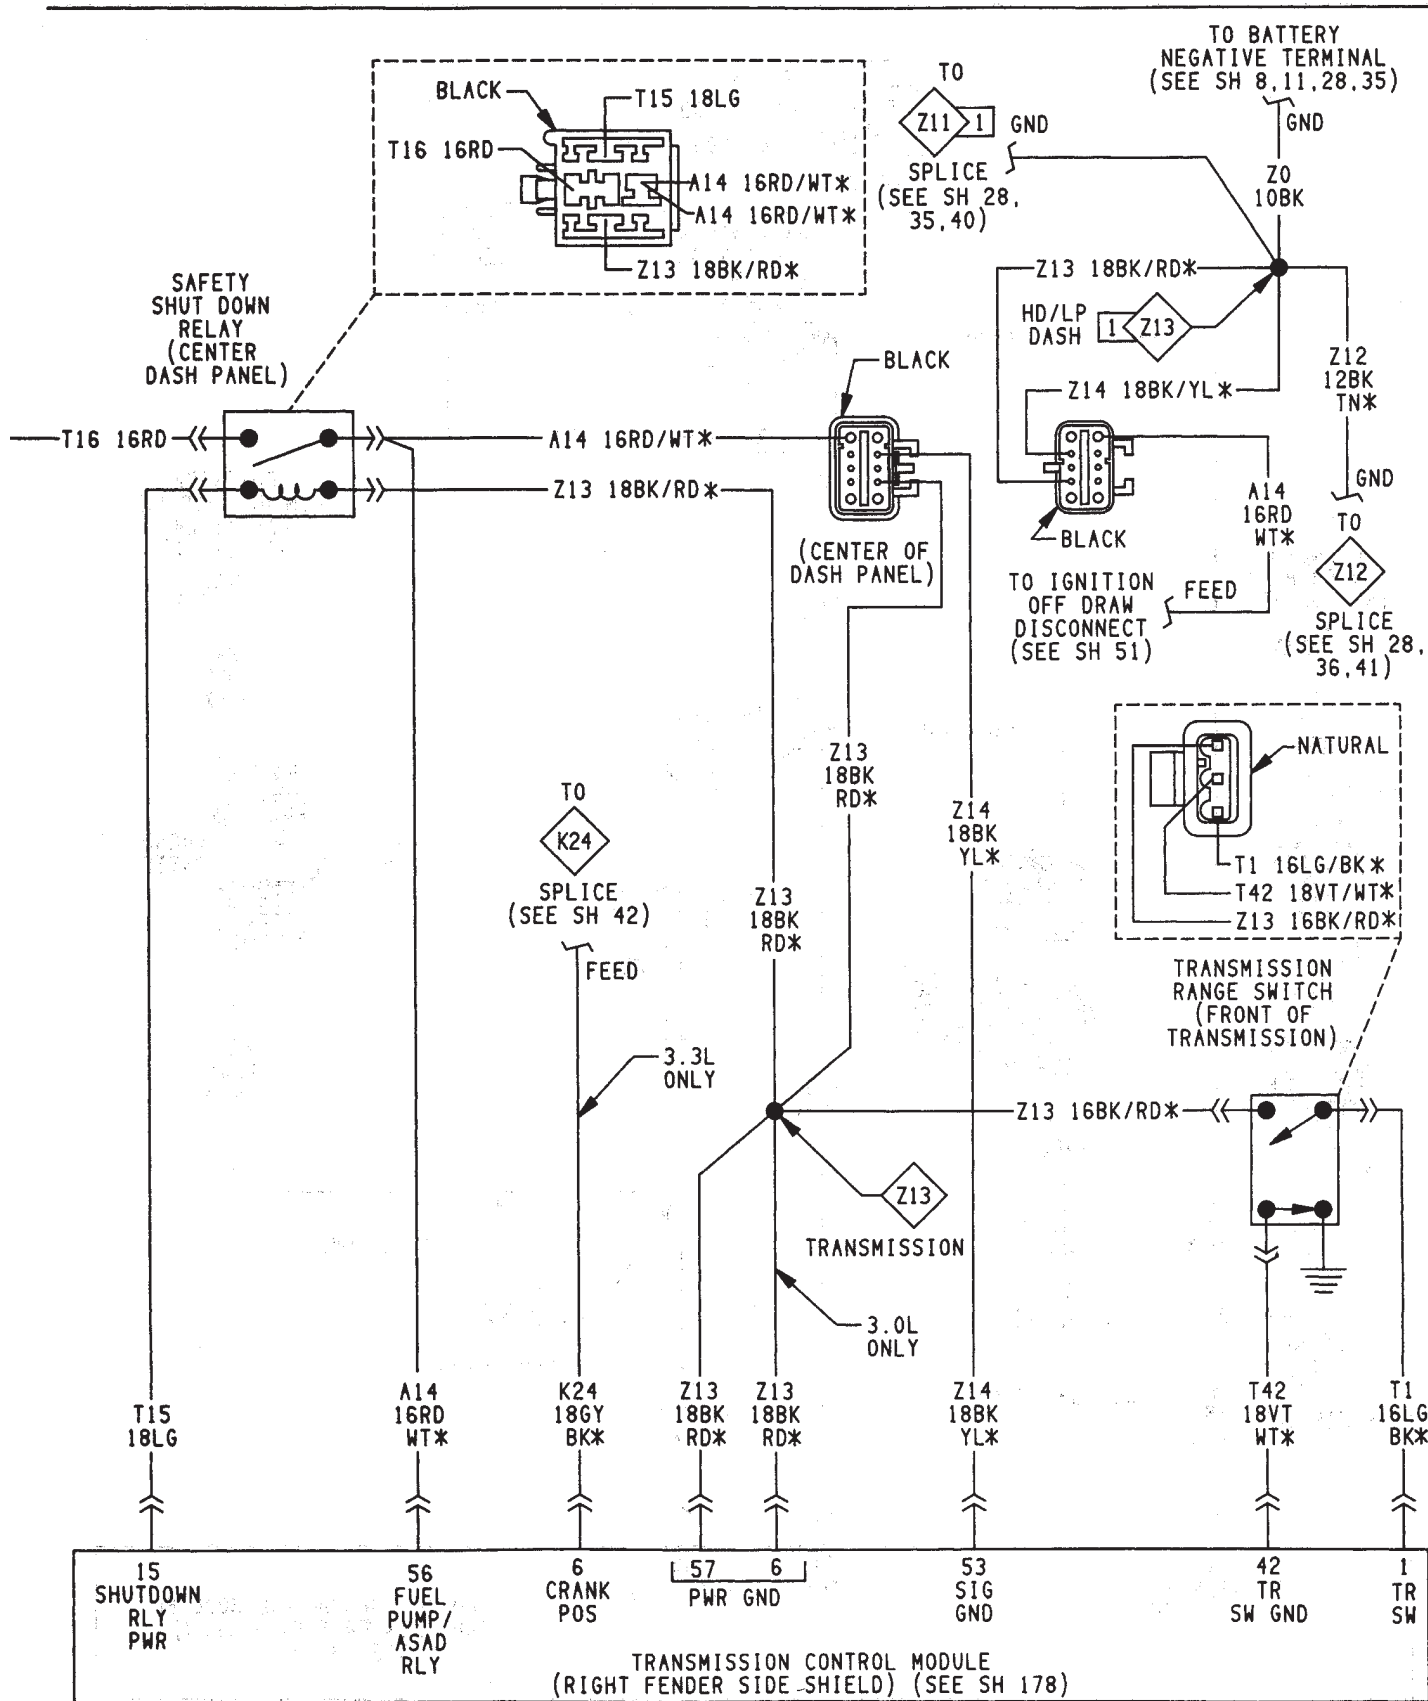 TO BATTERY
NEGATIVE TERMINAL
(SEE SH 8,11,28,35)
GND
Z0
10BK
TO
Z11 1 GND
SPLICE
(SEE SH 28,
35,40)
BLACK
T15 18LG
T16 16RD
A14 16RD/WT*
A14 16RD/WT*
Z13 18BK/RD*
SAFETY
SHUT DOWN
RELAY
(CENTER
DASH PANEL)
Z13 18BK/RD*
HD/LP
DASH
1 Z13
Z14 18BK/YL*
Z12
12BK
TN*
GND
TO
Z12
SPLICE
(SEE SH 28,
36,41)
BLACK
T16 16RD
A14 16RD/WT*
Z13 18BK/RD*
(CENTER OF
DASH PANEL)
BLACK
A14
16RD
WT*
TO IGNITION
OFF DRAW
DISCONNECT
(SEE SH 51)
FEED
NATURAL
T1 16LG/BK*
T42 18VT/WT*
Z13 16BK/RD*
TRANSMISSION
RANGE SWITCH
(FRONT OF
TRANSMISSION)
Z13
18BK
RD*
Z14
18BK
YL*
TO
K24
SPLICE
(SEE SH 42)
FEED
Z13
18BK
RD*
3.3L
ONLY
Z13 16BK/RD*
Z13
TRANSMISSION
3.0L
ONLY
T15
18LG
A14
16RD
WT*
K24
18GY
BK*
Z13
18BK
RD*
Z13
18BK
RD*
Z14
18BK
YL*
T42
18VT
WT*
T1
16LG
BK*
15
SHUTDOWN
RLY
PWR
56
FUEL
PUMP/
ASAD
RLY
6
CRANK
POS
57 6
PWR GND
53
SIG
GND
42
TR
SW GND
1
TR
SW
TRANSMISSION CONTROL MODULE
(RIGHT FENDER SIDE SHIELD) (SEE SH 178)